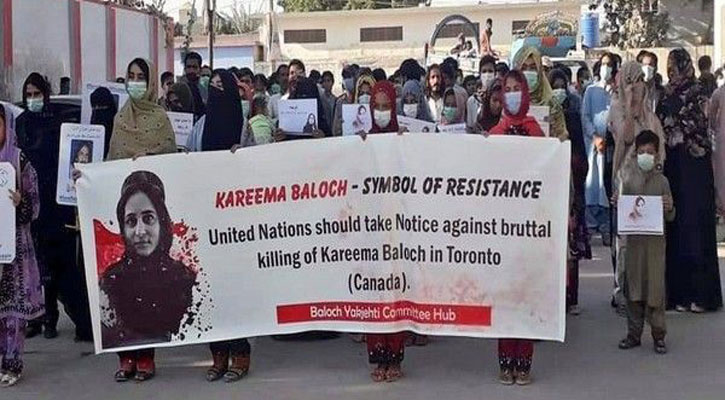 KAREEMA BALOCH - SYMBOL OF RESISTANCE
United Nations should take Notice against bruttal
killing of Kareema Baloch in Toronto
(Canada).
Baloch Yakjehti Committee Hub